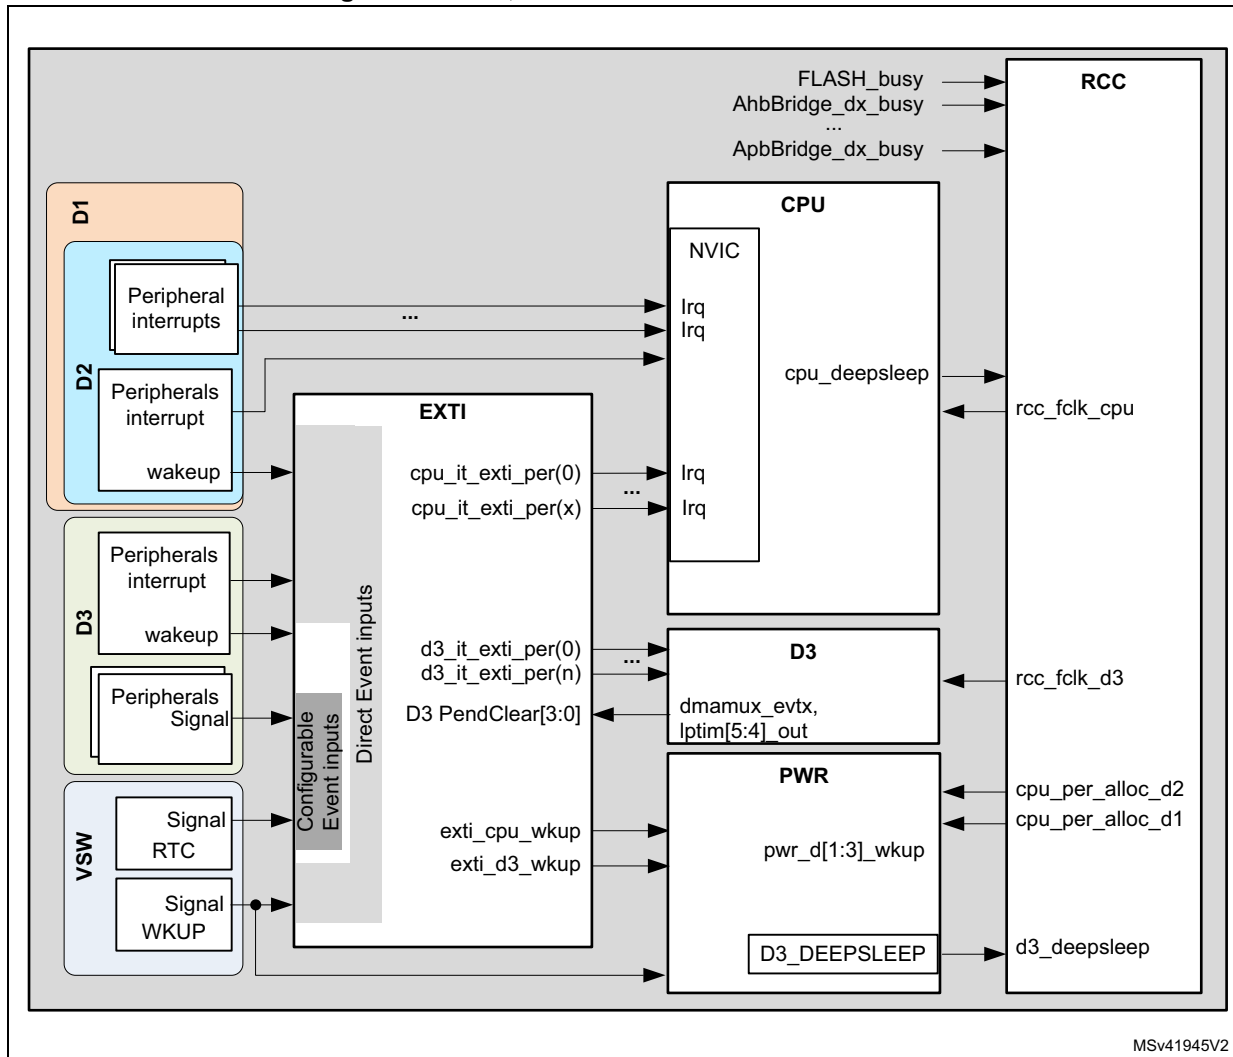 FLASH_busy
AhbBridge_dx_busy
...
ApbBridge_dx_busy
RCC
D1
D2
Peripheral
interrupts
...
Peripherals
interrupt
wakeup
CPU
NVIC
Irq
Irq
cpu_deepsleep
rcc_fclk_cpu
Irq
Irq
EXTI
cpu_it_exti_per(0)
...
cpu_it_exti_per(x)
Direct Event inputs
Configurable
Event inputs
D3
Peripherals
interrupt
wakeup
Peripherals
Signal
d3_it_exti_per(0)
...
d3_it_exti_per(n)
D3 PendClear[3:0]
D3
dmamux_evtx,
lptim[5:4]_out
rcc_fclk_d3
VSW
Signal
RTC
Signal
WKUP
exti_cpu_wkup
exti_d3_wkup
PWR
pwr_d[1:3]_wkup
cpu_per_alloc_d2
cpu_per_alloc_d1
D3_DEEPSLEEP
d3_deepsleep
MSv41945V2